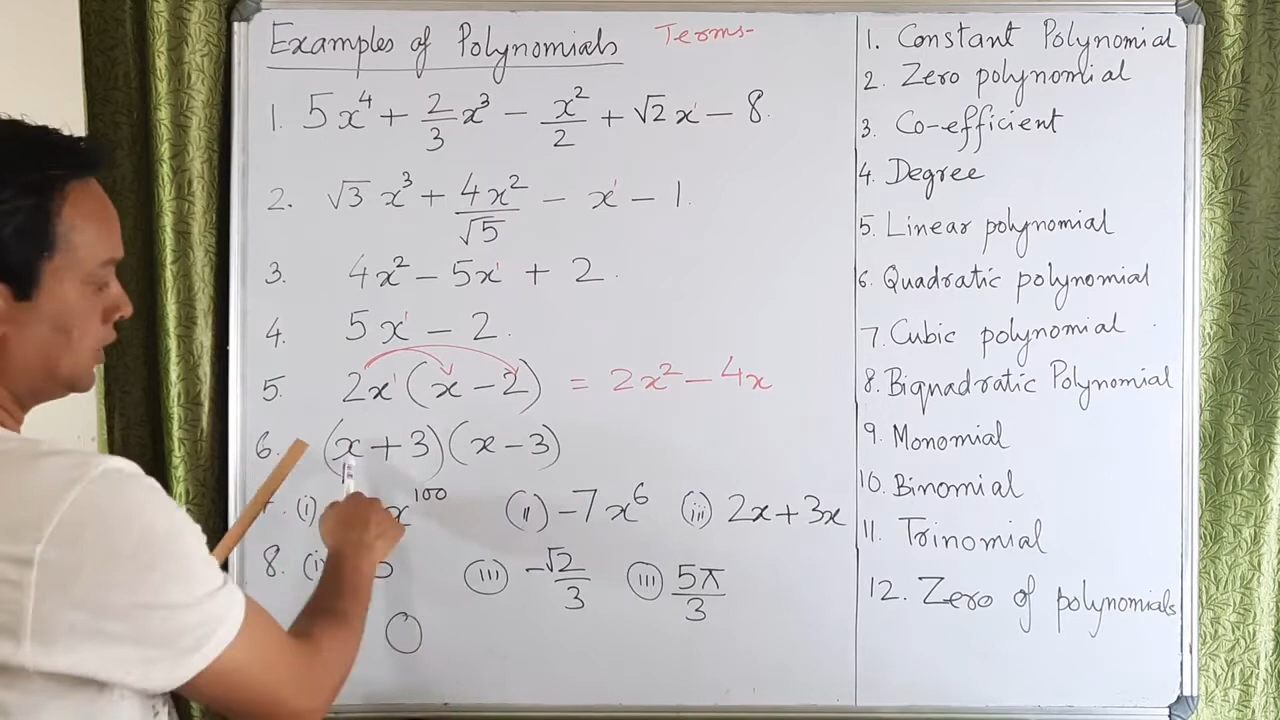 Examples of Polynomials Terms-
1. 5x⁴ + 2/3 x³ - x²/2 + √2x - 8.
2. √3 x³ + 4x²/√5 - x¹ - 1.
3. 4x² - 5x¹ + 2.
4. 5x¹ - 2.
5. 2x¹(x - 2) = 2x² - 4x
6. (x + 3)(x - 3)
(i) x¹⁰⁰ (ii) -7x⁶ (iii) 2x + 3x
8. (iii) -√2/3 (iii) 5π/3
0
1. Constant Polynomial
2. Zero polynomial
3. Co-efficient
4. Degree
5. Linear polynomial
6. Quadratic polynomial
7. Cubic polynomial
8. Biquadratic Polynomial
9. Monomial
10. Binomial
11. Trinomial
12. Zero of polynomials